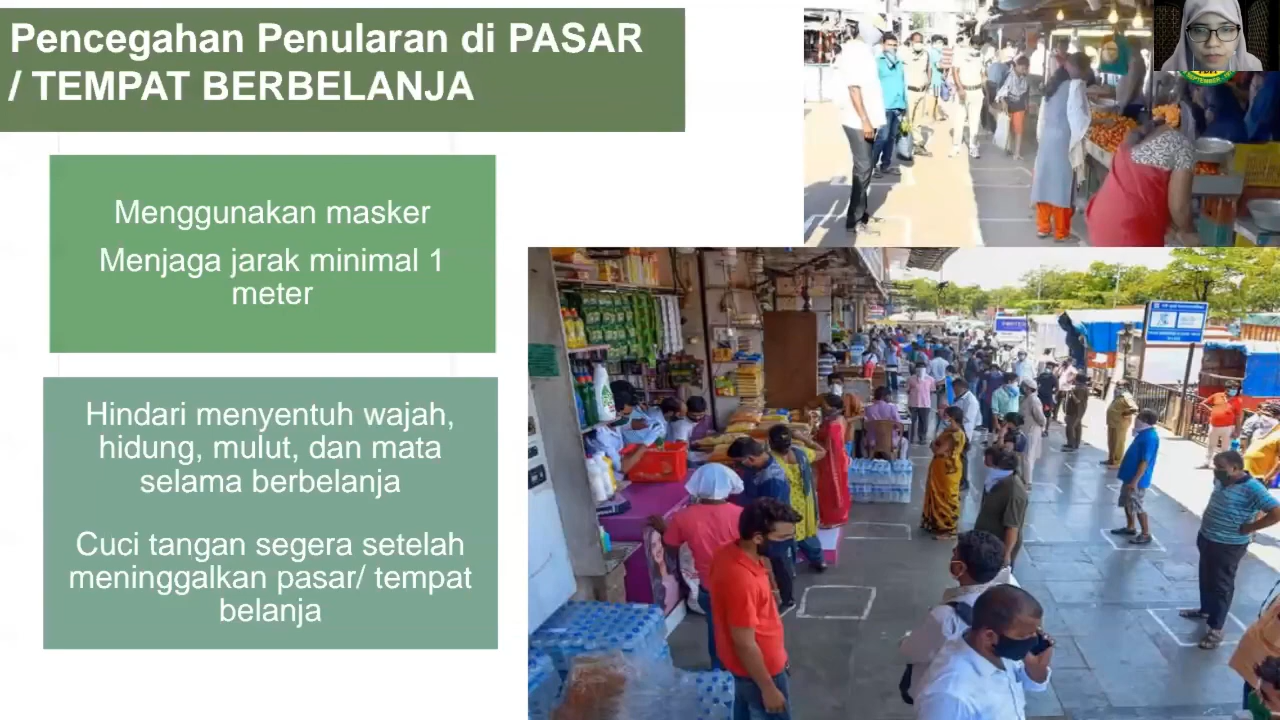 Pencegahan Penularan di PASAR
/ TEMPAT BERBELANJA
Menggunakan masker
Menjaga jarak minimal 1
meter
Hindari menyentuh wajah,
hidung, mulut, dan mata
selama berbelanja
Cuci tangan segera setelah
meninggalkan pasar/ tempat
belanja